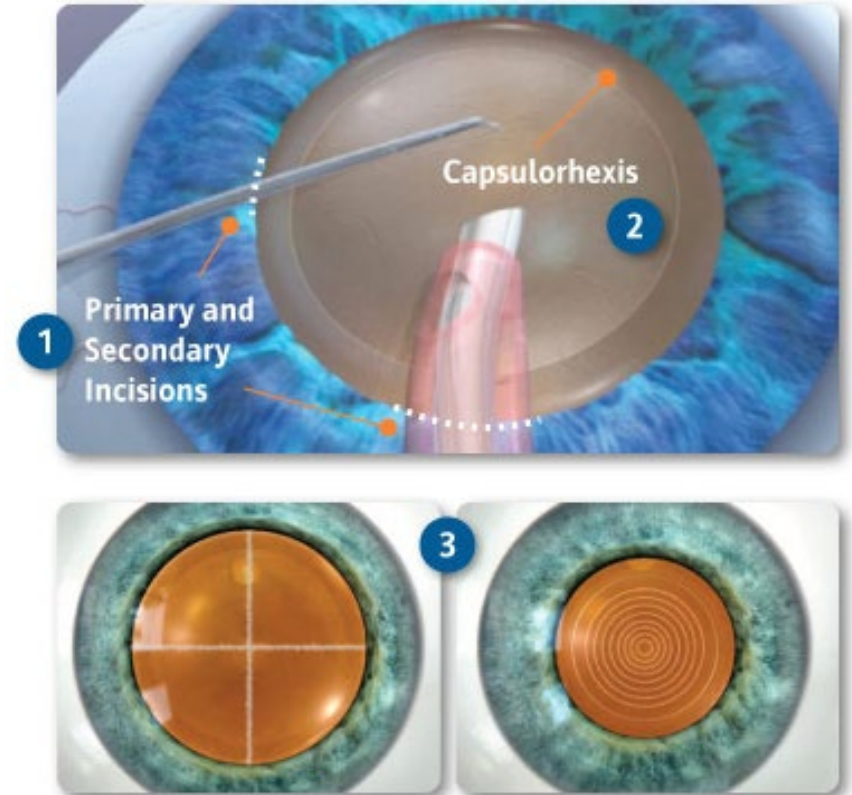 Capsulorhexis
2
1
Primary and
Secondary
Incisions
3